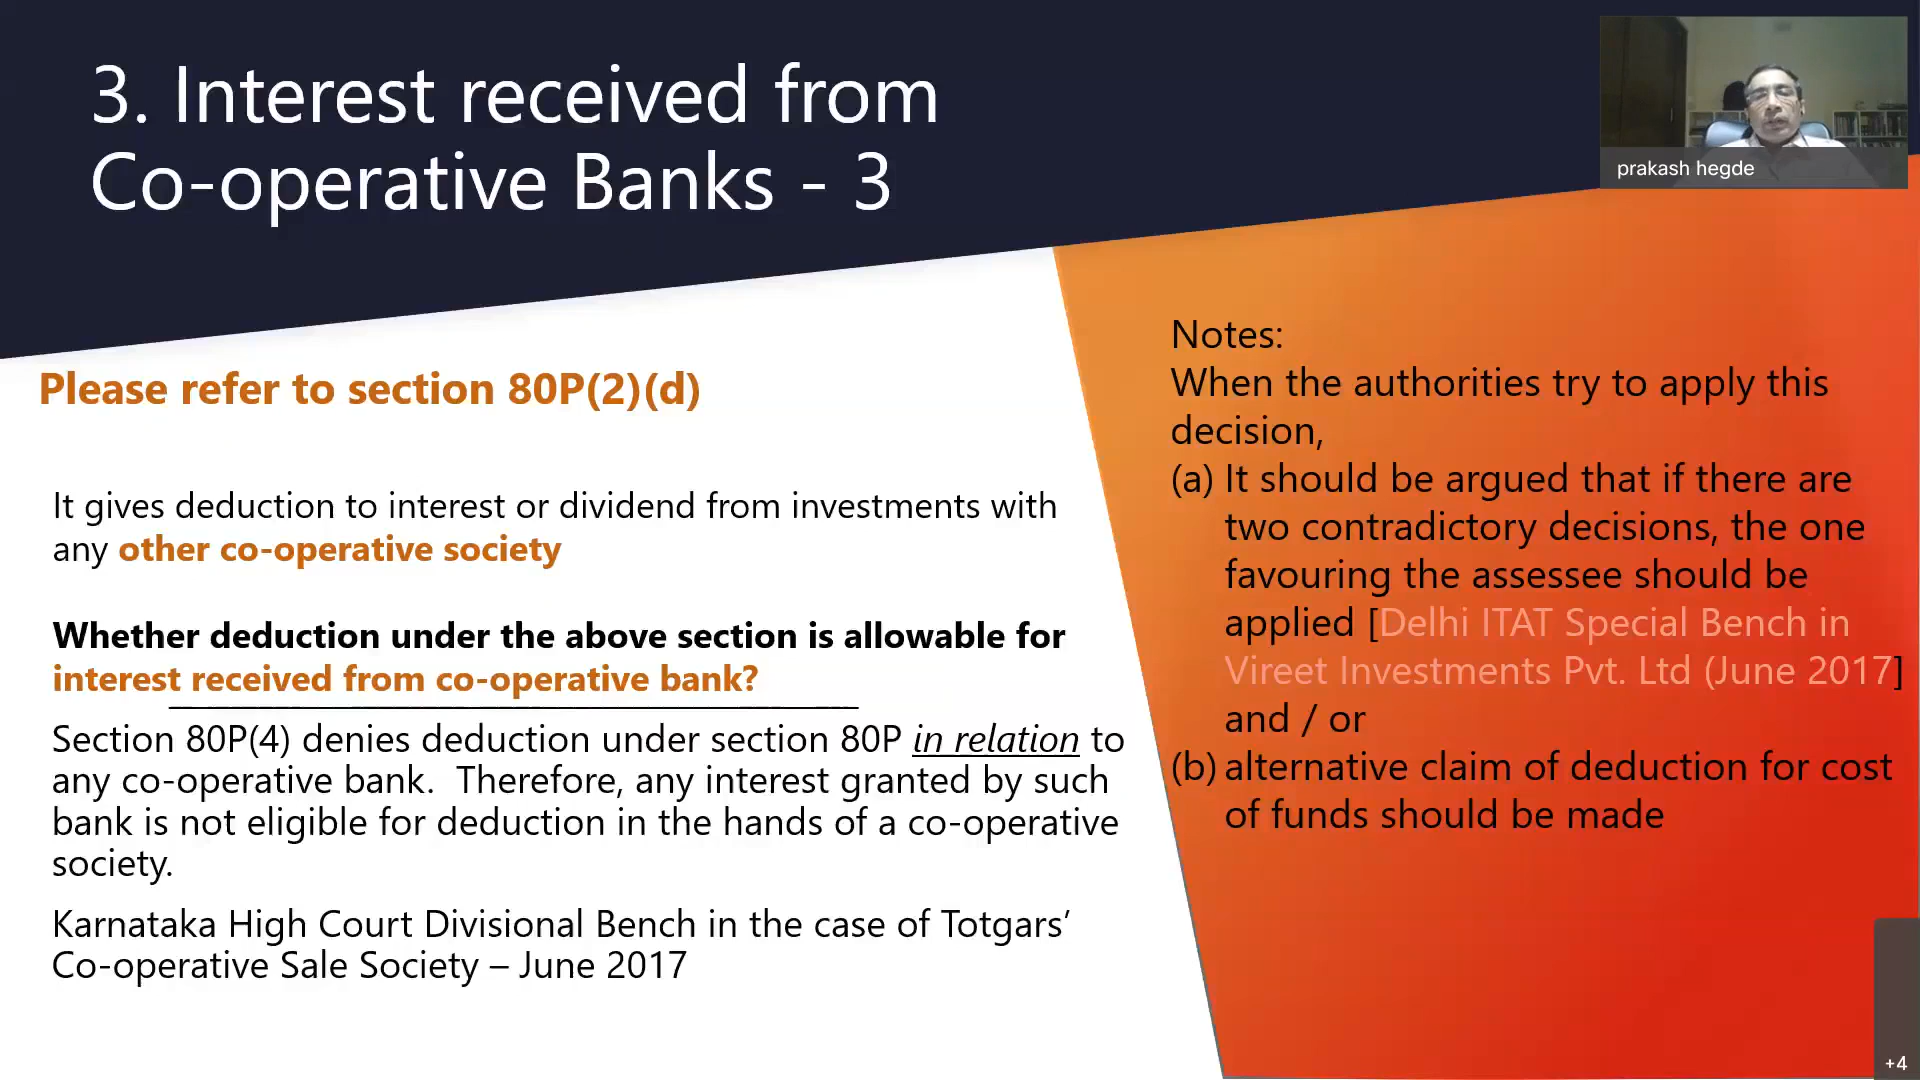 3. Interest received from
Co-operative Banks - 3
prakash hegde
Please refer to section 80P(2)(d)
It gives deduction to interest or dividend from investments with
any other co-operative society
Whether deduction under the above section is allowable for
interest received from co-operative bank?
Section 80P(4) denies deduction under section 80P in relation to
any co-operative bank.  Therefore, any interest granted by such
bank is not eligible for deduction in the hands of a co-operative
society.
Karnataka High Court Divisional Bench in the case of Totgars’
Co-operative Sale Society – June 2017
Notes:
When the authorities try to apply this
decision,
(a) It should be argued that if there are
two contradictory decisions, the one
favouring the assessee should be
applied [Delhi ITAT Special Bench in
Vireet Investments Pvt. Ltd (June 2017]
and / or
(b) alternative claim of deduction for cost
of funds should be made
+4